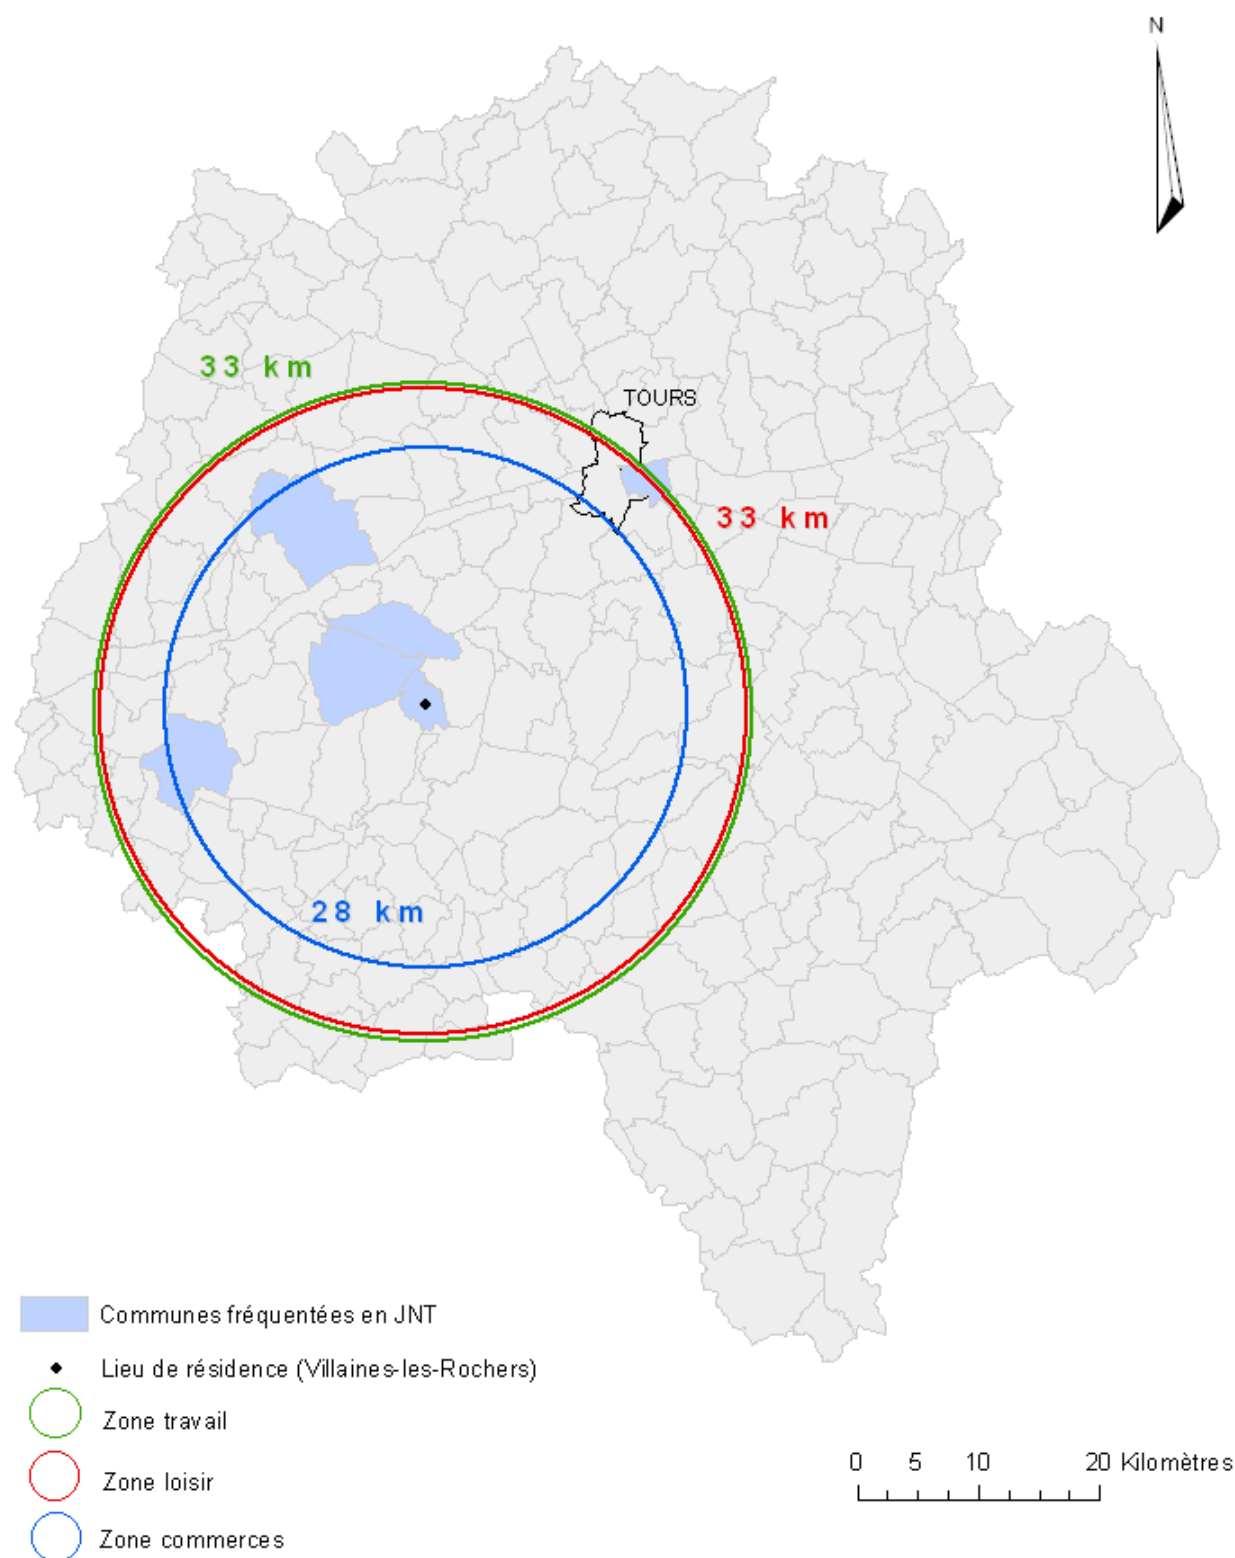 N
33 km
TOURS
33 km
28 km
Communes fréquentées en JNT
Lieu de résidence (Villaines-les-Rochers)
Zone travail
Zone loisir
Zone commerces
0 5 10 20 Kilomètres